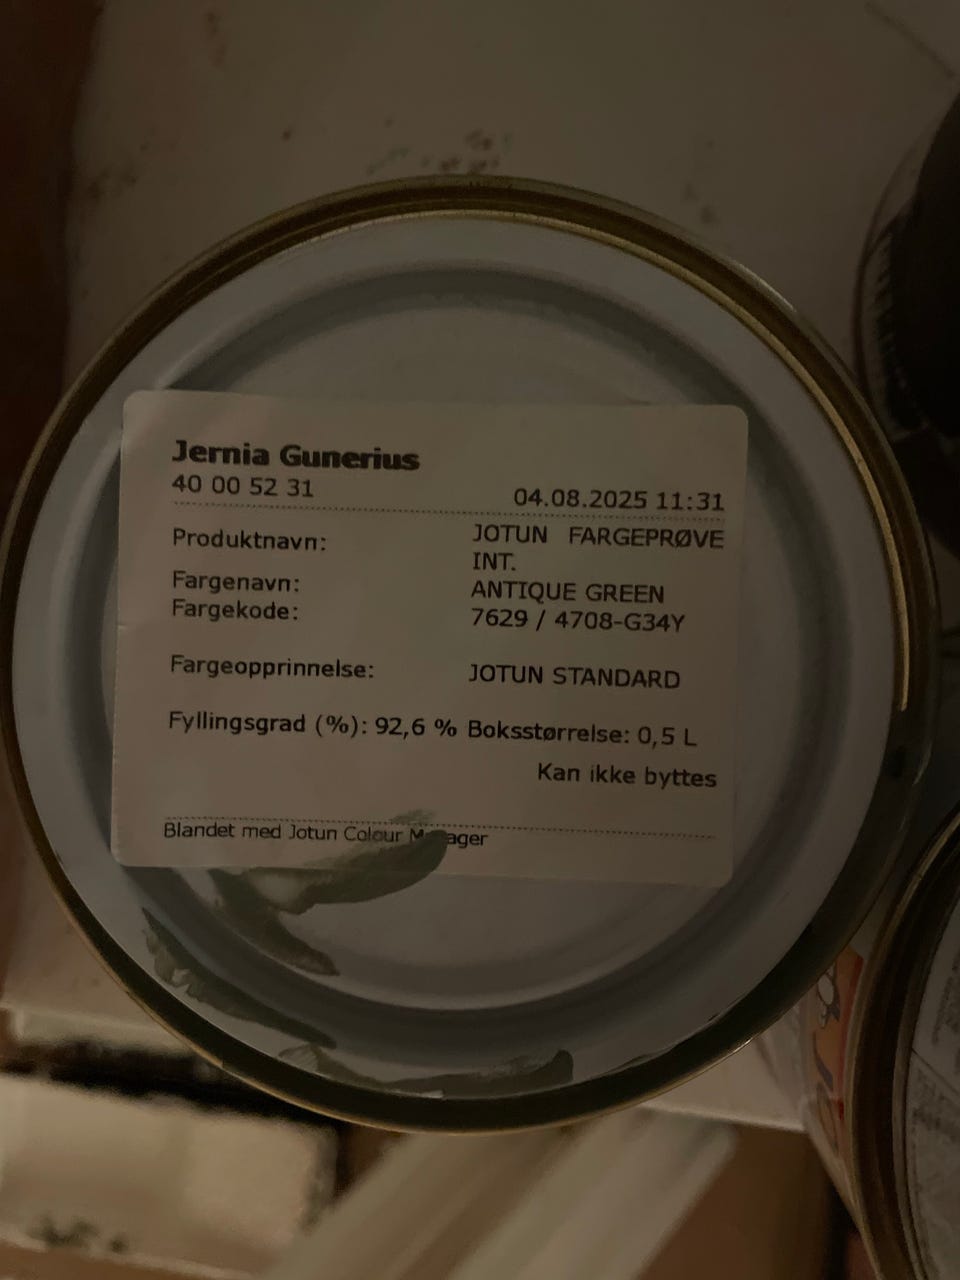 Jernia Gunerius
40 00 52 31
04.08.2025 11:31
Produktnavn: JOTUN FARGEPRØVE
INT.
Fargenavn: ANTIQUE GREEN
Fargekode: 7629 / 4708-G34Y
Fargeopprinnelse: JOTUN STANDARD
Fyllingsgrad (%): 92,6 % Boksstørrelse: 0,5 L
Kan ikke byttes
Blandet med Jotun Colour M ager